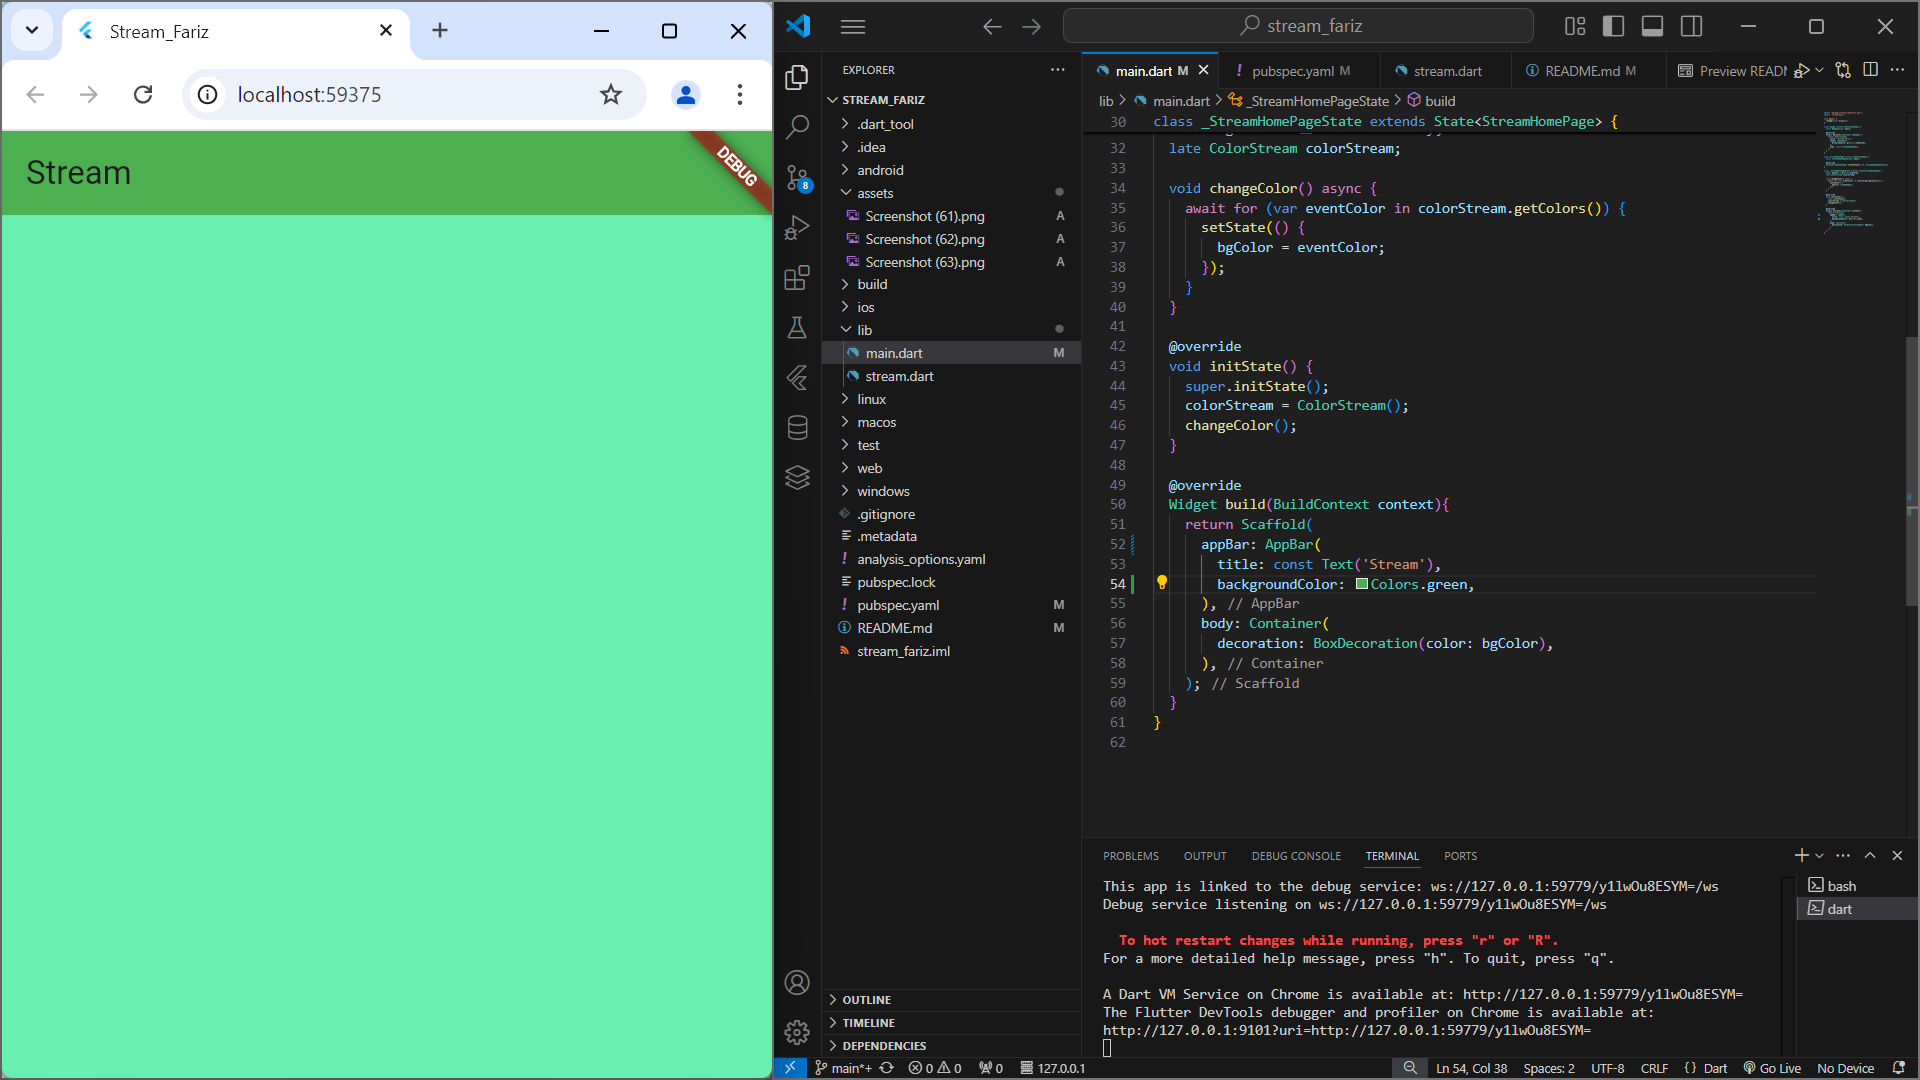 Stream_Fariz
localhost:59375
Stream
DEBUG
stream_fariz
EXPLORER
STREAM_FARIZ
.dart_tool
.idea
android
assets
Screenshot (61).png A
Screenshot (62).png A
Screenshot (63).png A
build
ios
lib
main.dart M
stream.dart
linux
macos
test
web
windows
.gitignore
.metadata
analysis_options.yaml
pubspec.lock
pubspec.yaml M
README.md M
stream_fariz.iml
OUTLINE
TIMELINE
DEPENDENCIES
8
main.dart M
pubspec.yaml M
stream.dart
README.md M
Preview READM
lib > main.dart > _StreamHomePageState > build
30 class _StreamHomePageState extends State<StreamHomePage> {
32 late ColorStream colorStream;
33
34 void changeColor() async {
35 await for (var eventColor in colorStream.getColors()) {
36 setState(() {
37 bgColor = eventColor;
38 });
39 }
40 }
41
42 @override
43 void initState() {
44 super.initState();
45 colorStream = ColorStream();
46 changeColor();
47 }
48
49 @override
50 Widget build(BuildContext context){
51 return Scaffold(
52 appBar: AppBar(
53 title: const Text('Stream'),
54 backgroundColor: Colors.green,
55 ), // AppBar
56 body: Container(
57 decoration: BoxDecoration(color: bgColor),
58 ), // Container
59 ); // Scaffold
60 }
61 }
62
PROBLEMS OUTPUT DEBUG CONSOLE TERMINAL PORTS
This app is linked to the debug service: ws://127.0.0.1:59779/y1lwOu8ESYM=/ws
Debug service listening on ws://127.0.0.1:59779/y1lwOu8ESYM=/ws
To hot restart changes while running, press "r" or "R".
For a more detailed help message, press "h". To quit, press "q".
A Dart VM Service on Chrome is available at: http://127.0.0.1:59779/y1lwOu8ESYM=
The Flutter DevTools debugger and profiler on Chrome is available at:
http://127.0.0.1:9101?uri=http://127.0.0.1:59779/y1lwOu8ESYM=
bash
dart
main*+ 0 0 0 127.0.0.1 Ln 54, Col 38 Spaces: 2 UTF-8 CRLF { } Dart Go Live No Device